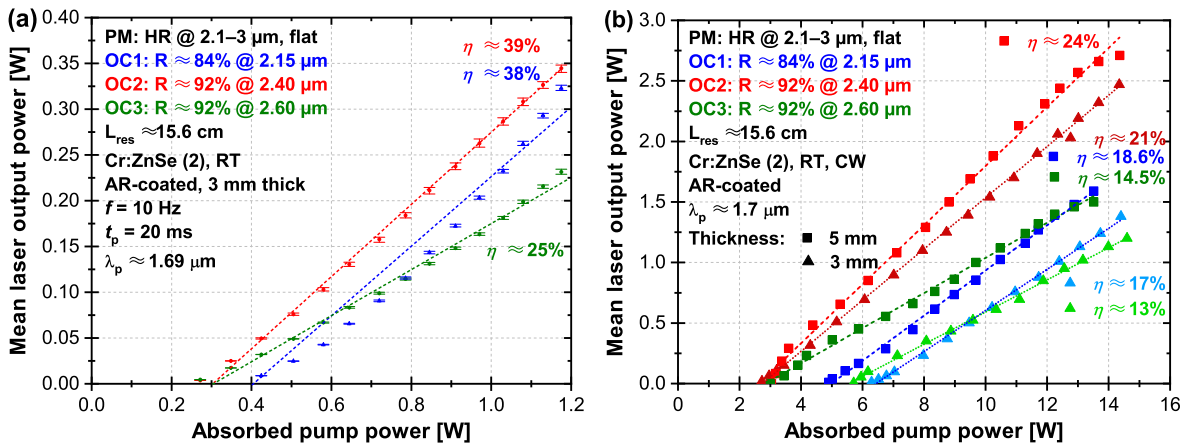 (a)
PM: HR @ 2.1–3 µm, flat
OC1: R ≈ 84% @ 2.15 µm
OC2: R ≈ 92% @ 2.40 µm
OC3: R ≈ 92% @ 2.60 µm
L_res ≈15.6 cm
Cr:ZnSe (2), RT
AR-coated, 3 mm thick
f = 10 Hz
t_p = 20 ms
λ_p ≈ 1.69 µm
η ≈ 39%
η ≈ 38%
η ≈ 25%
Mean laser output power [W]
0.40
0.35
0.30
0.25
0.20
0.15
0.10
0.05
0.00
0.0 0.2 0.4 0.6 0.8 1.0 1.2
Absorbed pump power [W]
(b)
PM: HR @ 2.1–3 µm, flat
OC1: R ≈ 84% @ 2.15 µm
OC2: R ≈ 92% @ 2.40 µm
OC3: R ≈ 92% @ 2.60 µm
L_res ≈15.6 cm
Cr:ZnSe (2), RT, CW
AR-coated
λ_p ≈ 1.7 µm
Thickness: 5 mm
3 mm
η ≈ 24%
η ≈ 21%
η ≈ 18.6%
η ≈ 14.5%
η ≈ 17%
η ≈ 13%
Mean laser output power [W]
3.0
2.5
2.0
1.5
1.0
0.5
0.0
0 2 4 6 8 10 12 14 16
Absorbed pump power [W]